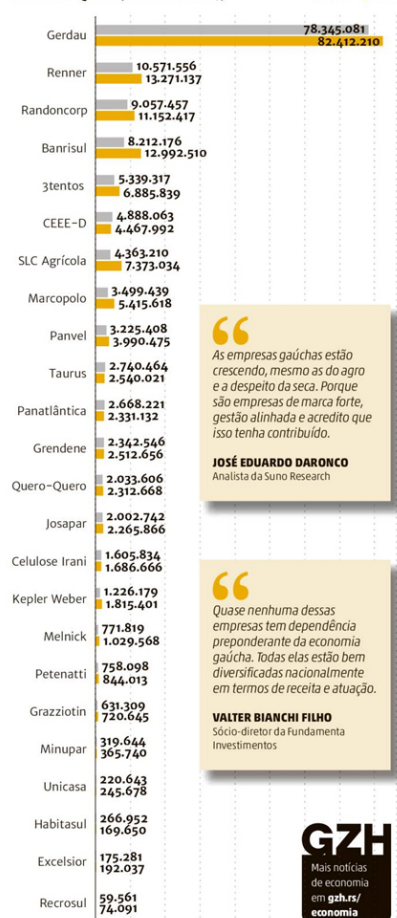 Gerdau
78.345.081
82.412.210
Renner
10.571.556
13.271.137
Randoncorp
9.057.457
11.152.417
Banrisul
8.212.176
12.992.510
3tentos
5.339.317
6.885.839
CEEE-D
4.888.063
4.467.992
SLC Agrícola
4.363.210
7.373.034
Marcopolo
3.499.439
5.415.618
Panvel
3.225.408
3.990.475
Taurus
2.740.464
2.540.021
Panatlântica
2.668.221
2.331.132
Grendene
2.342.546
2.512.656
Quero-Quero
2.033.606
2.312.668
Josapar
2.002.742
2.265.866
Celulose Irani
1.605.834
1.686.666
Kepler Weber
1.226.179
1.815.401
Melnick
771.819
1.029.568
Petenatti
758.098
844.013
Grazziotin
631.309
720.645
Minupar
319.644
365.740
Unicasa
220.643
245.678
Habitasul
266.952
169.650
Excelsior
175.281
192.037
Recrosul
59.561
74.091
“
As empresas gaúchas estão
crescendo, mesmo as do agro
e a despeito da seca. Porque
são empresas de marca forte,
gestão alinhada e acredito que
isso tenha contribuído.
JOSÉ EDUARDO DARONCO
Analista da Suno Research
“
Quase nenhuma dessas
empresas tem dependência
preponderante da economia
gaúcha. Todas elas estão bem
diversificadas nacionalmente
em termos de receita e atuação.
VALTER BIANCHI FILHO
Sócio-diretor da Fundamenta
Investimentos
GZH
Mais notícias
de economia
em gzh.rs/
economia